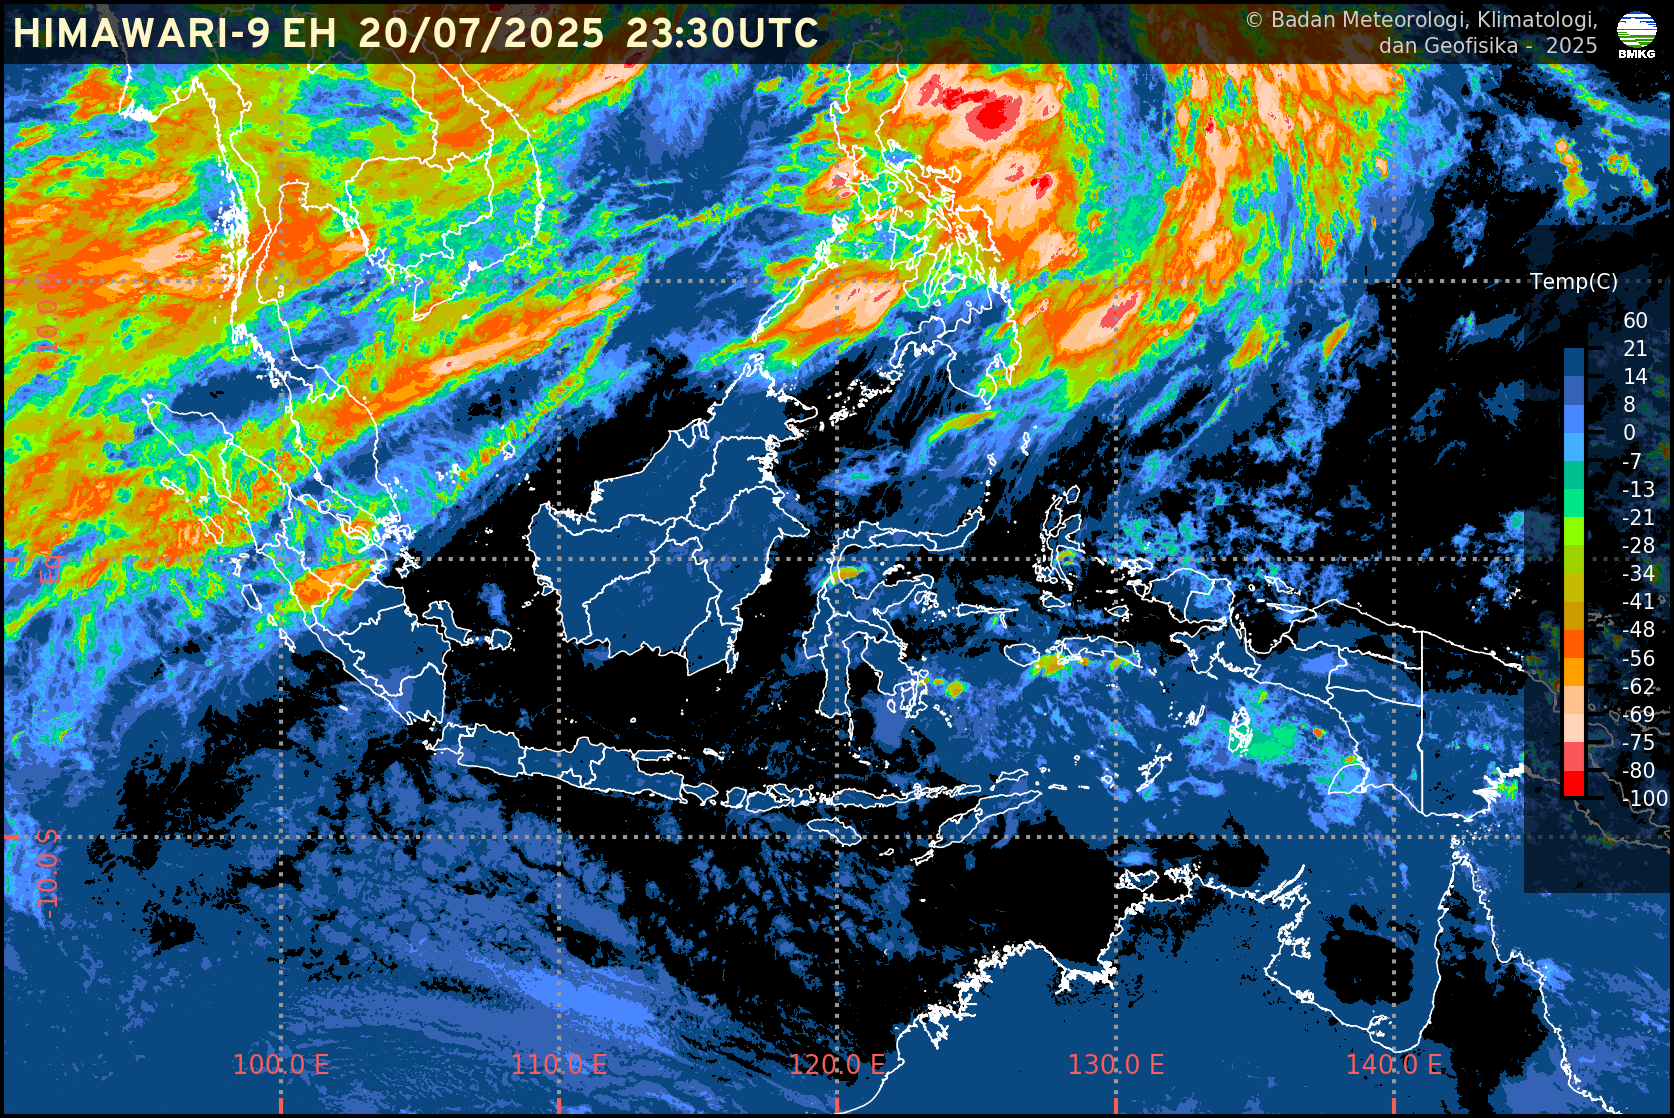 HIMAWARI-9 EH 20/07/2025 23:30UTC
© Badan Meteorologi, Klimatologi,
dan Geofisika - 2025
BMKG
Temp(C)
60
21
14
8
0
-7
-13
-21
-28
-34
-41
-48
-56
-62
-69
-75
-80
-100
10.0 N
EQ
-10.0 S
100.0 E
110.0 E
120.0 E
130.0 E
140.0 E